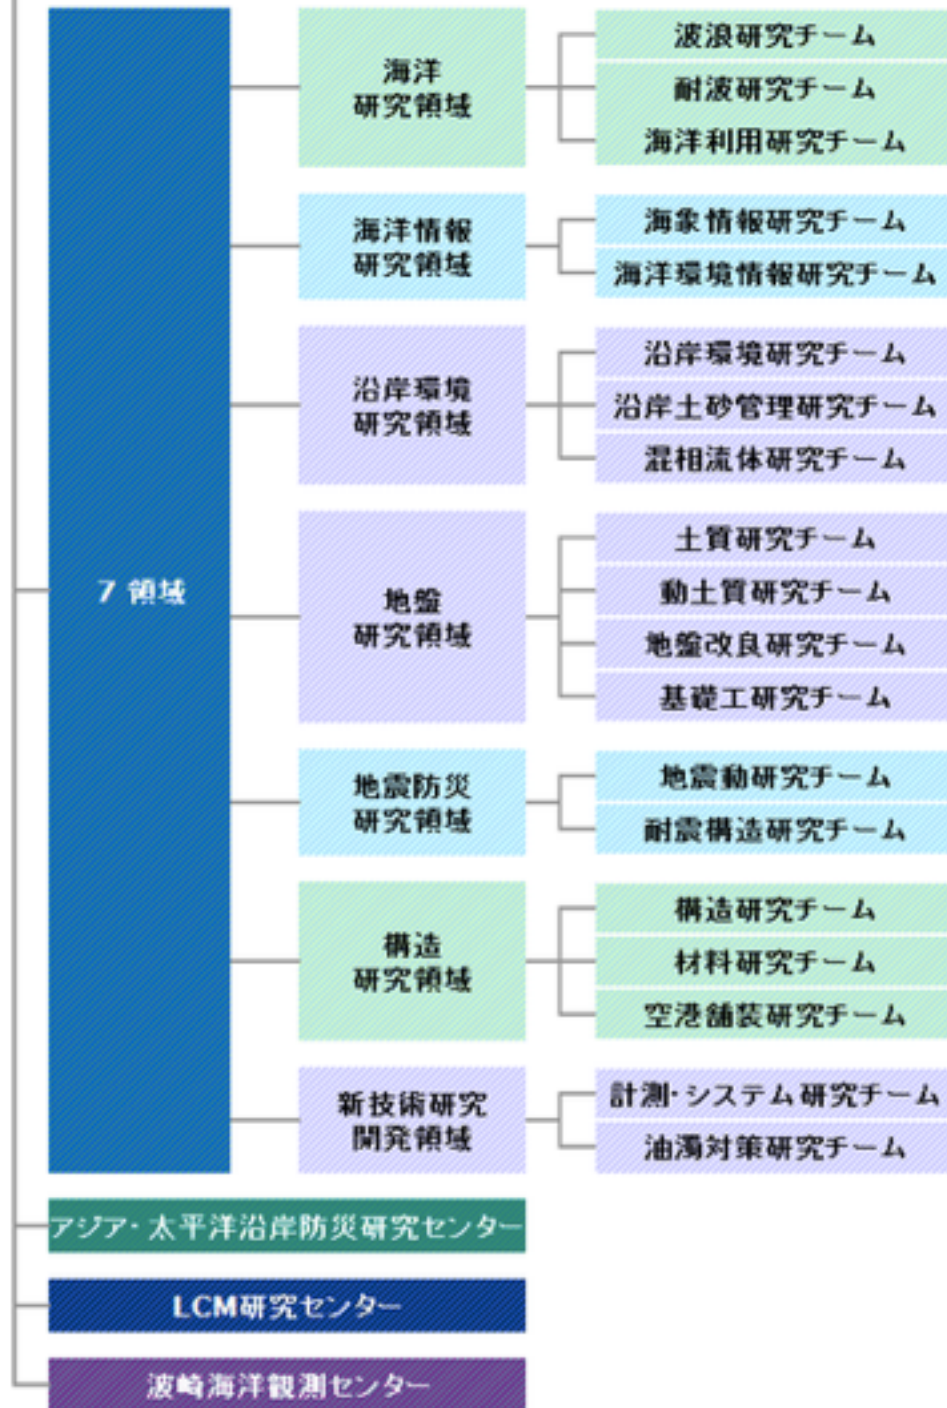 7 領域
海洋
研究領域
波浪研究チーム
耐波研究チーム
海洋利用研究チーム
海洋情報
研究領域
海象情報研究チーム
海洋環境情報研究チーム
沿岸環境
研究領域
沿岸環境研究チーム
沿岸土砂管理研究チーム
混相流体研究チーム
地盤
研究領域
土質研究チーム
動土質研究チーム
地盤改良研究チーム
基礎工研究チーム
地震防災
研究領域
地震動研究チーム
耐震構造研究チーム
構造
研究領域
構造研究チーム
材料研究チーム
空港舗装研究チーム
新技術研究
開発領域
計測・システム研究チーム
油濁対策研究チーム
アジア・太平洋沿岸防災研究センター
LCM研究センター
波崎海洋観測センター